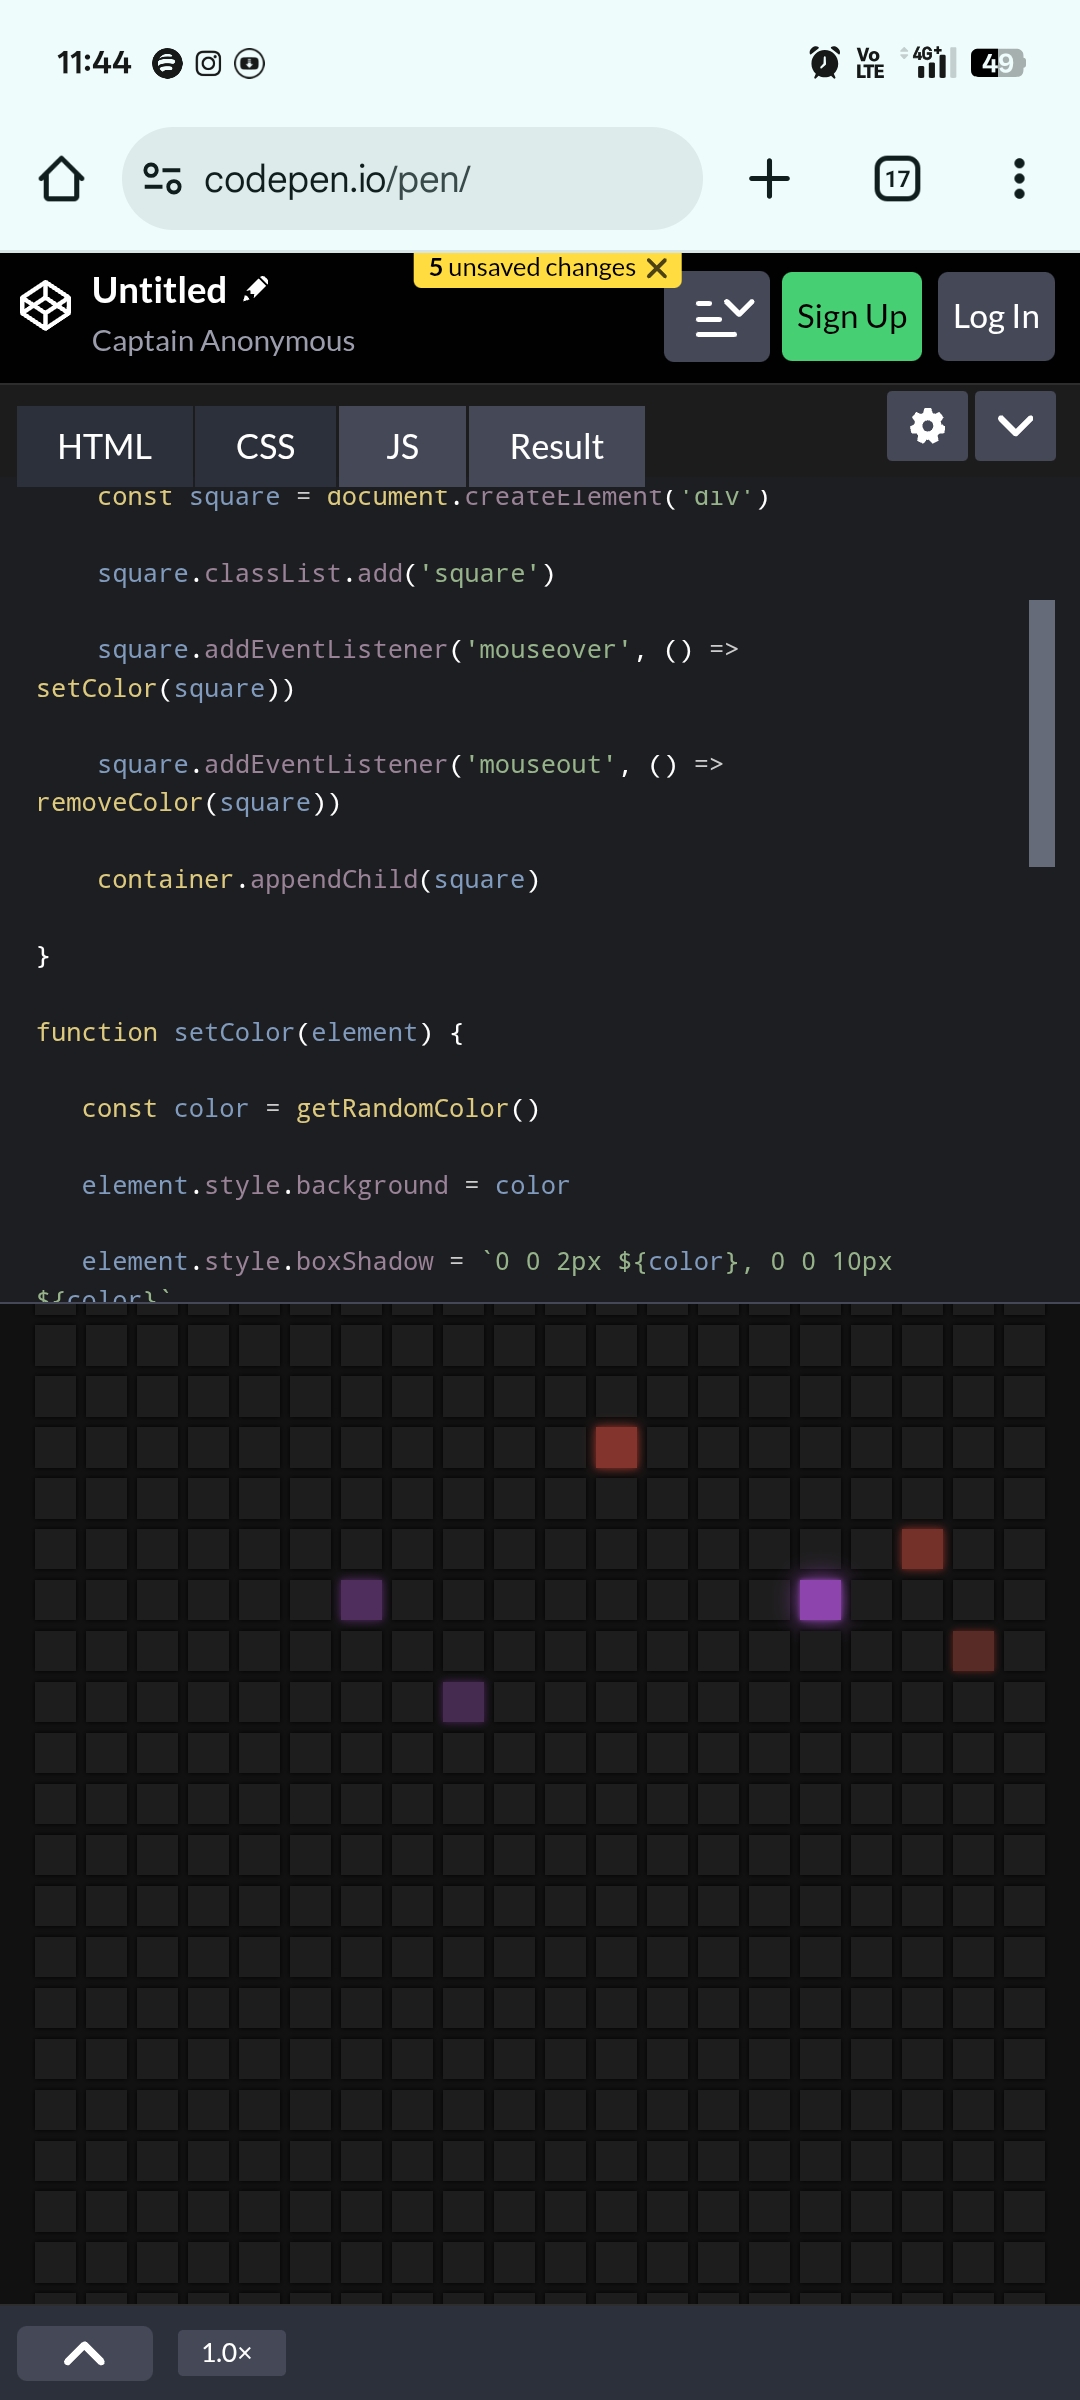 11:44
Vo
LTE
4G+
49
codepen.io/pen/
17
5 unsaved changes
Untitled
Captain Anonymous
Sign Up
Log In
HTML
CSS
JS
Result
const square = document.createElement('div')
square.classList.add('square')
square.addEventListener('mouseover', () =>
setColor(square))
square.addEventListener('mouseout', () =>
removeColor(square))
container.appendChild(square)
}
function setColor(element) {
const color = getRandomColor()
element.style.background = color
element.style.boxShadow = `0 0 2px ${color}, 0 0 10px
${color}`
1.0×